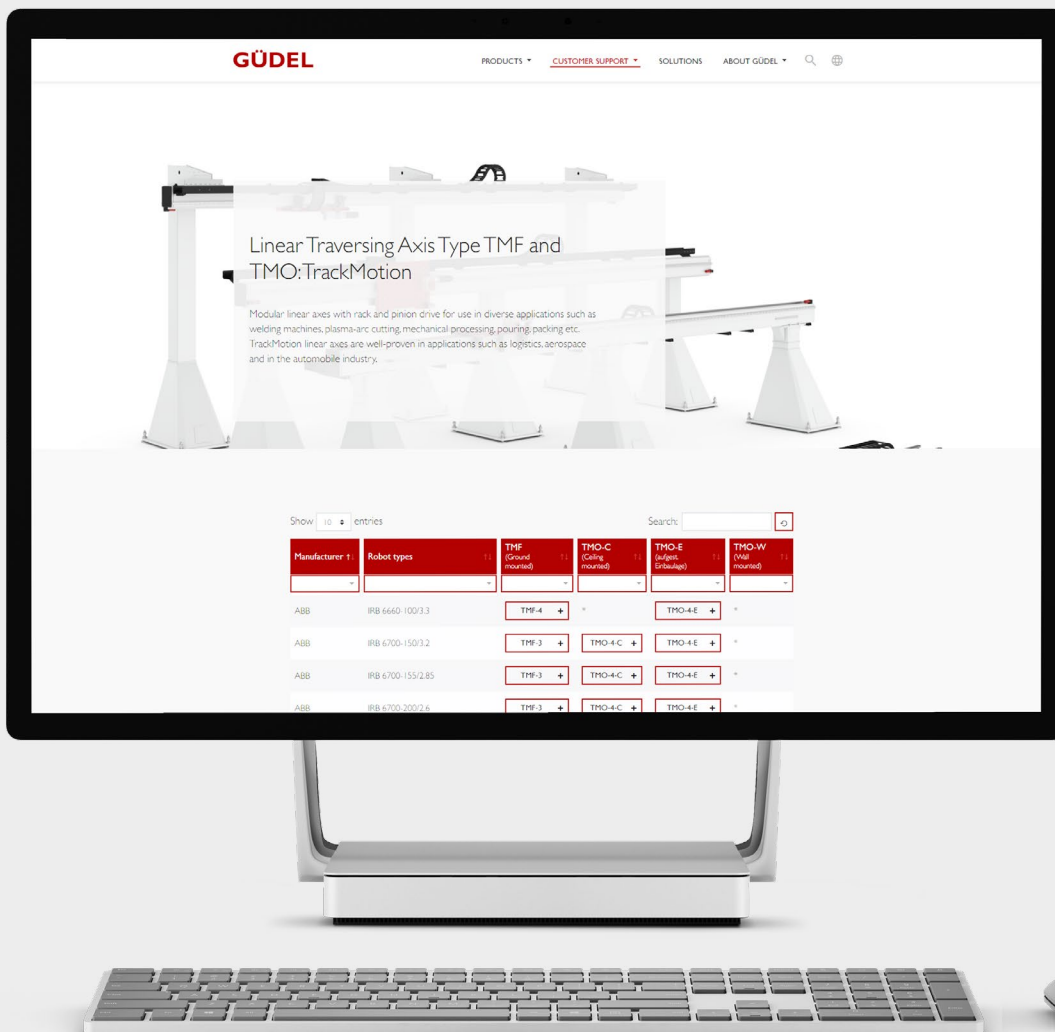 GÜDEL
PRODUCTS
CUSTOMER SUPPORT
SOLUTIONS
ABOUT GÜDEL
Linear Traversing Axis Type TMF and
TMO: TrackMotion
Modular linear axes with rack and pinion drive for use in diverse applications such as
welding machines, plasma-arc cutting, mechanical processing, pouring, packing etc.
TrackMotion linear axes are well-proven in applications such as logistics, aerospace
and in the automobile industry.
Show 10 entries
Search:
Manufacturer ↑↓ Robot types ↑↓ TMF (Ground mounted) ↑↓ TMO-C (Ceiling mounted) ↑↓ TMO-E (aufgest. Einbaulage) ↑↓ TMO-W (Wall mounted) ↑↓
ABB IRB 6660-100/3.3 TMF-4 + * TMO-4-E + *
ABB IRB 6700-150/3.2 TMF-3 + TMO-4-C + TMO-4-E + *
ABB IRB 6700-155/2.85 TMF-3 + TMO-4-C + TMO-4-E + *
ABB IRB 6700-200/2.6 TMF-3 + TMO-4-C + TMO-4-E + *